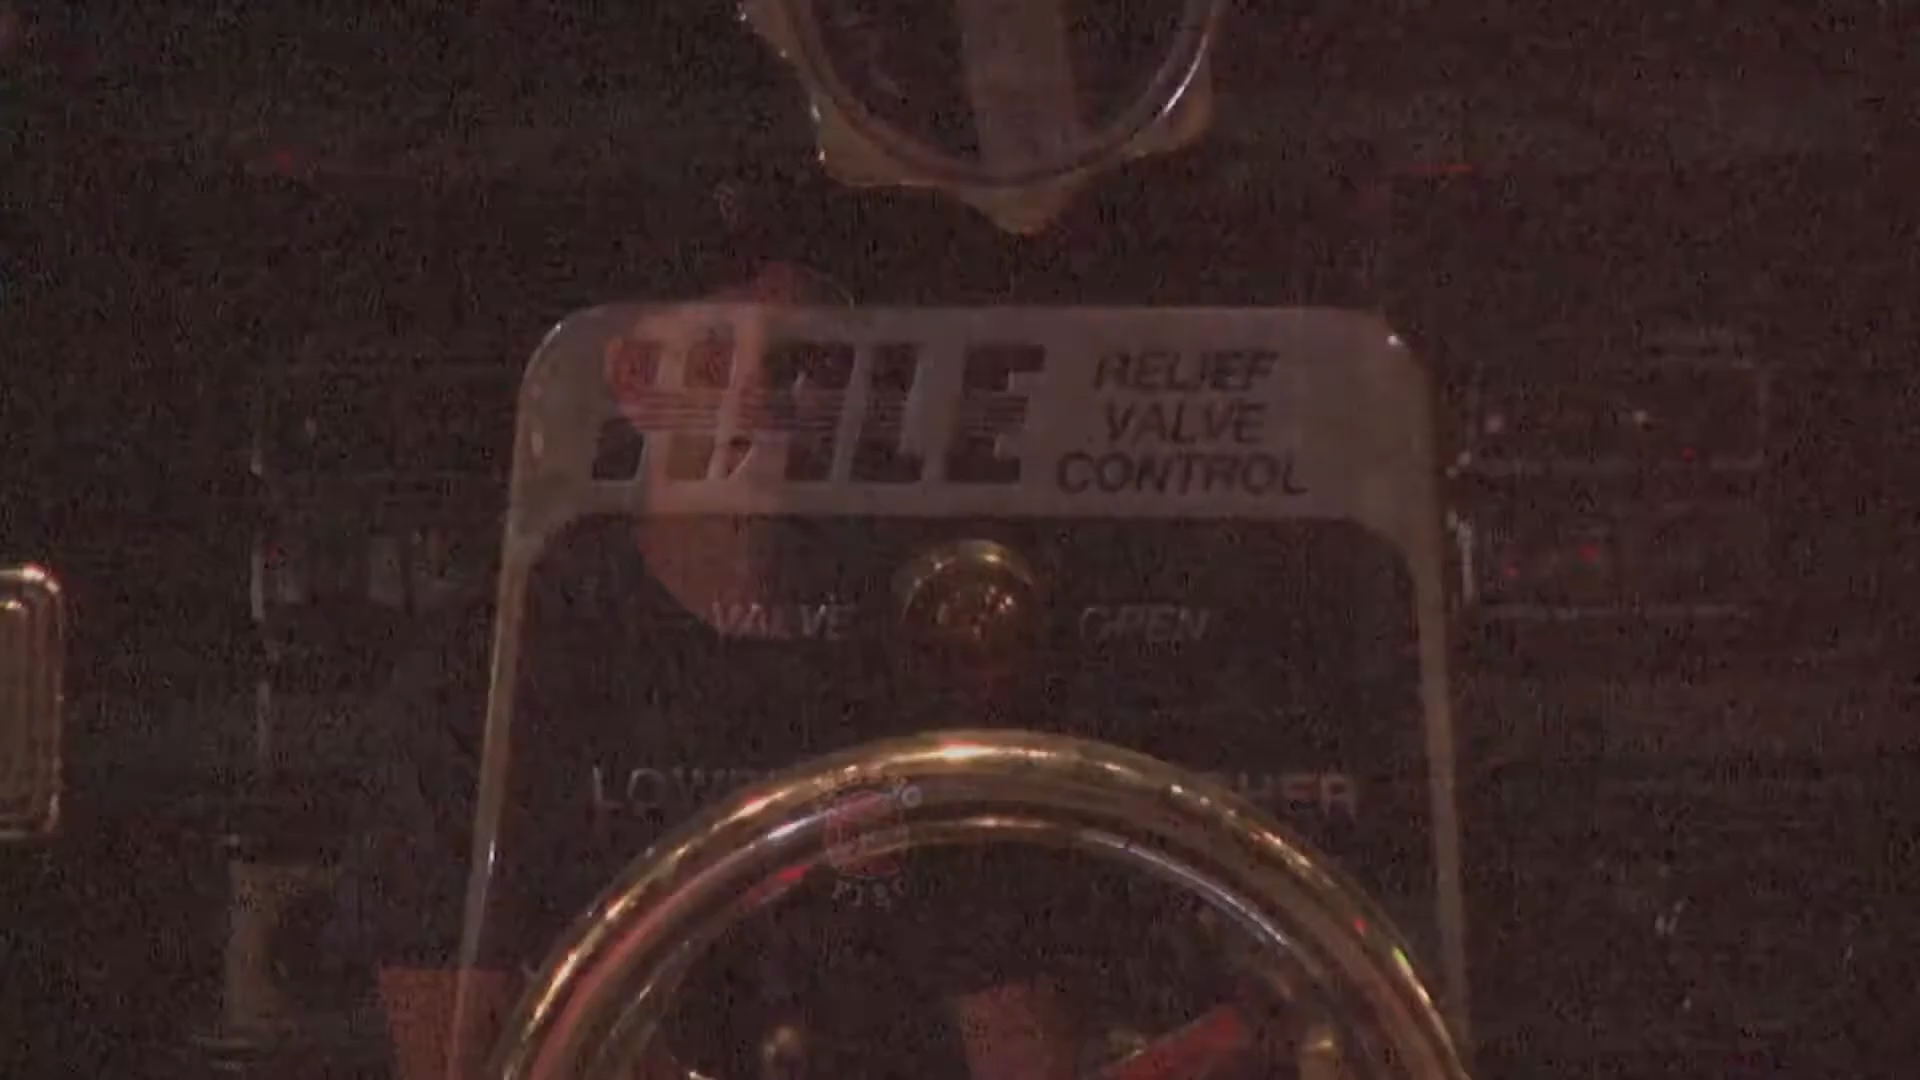 HALE
RELIEF
VALVE
CONTROL
VALVE OPEN